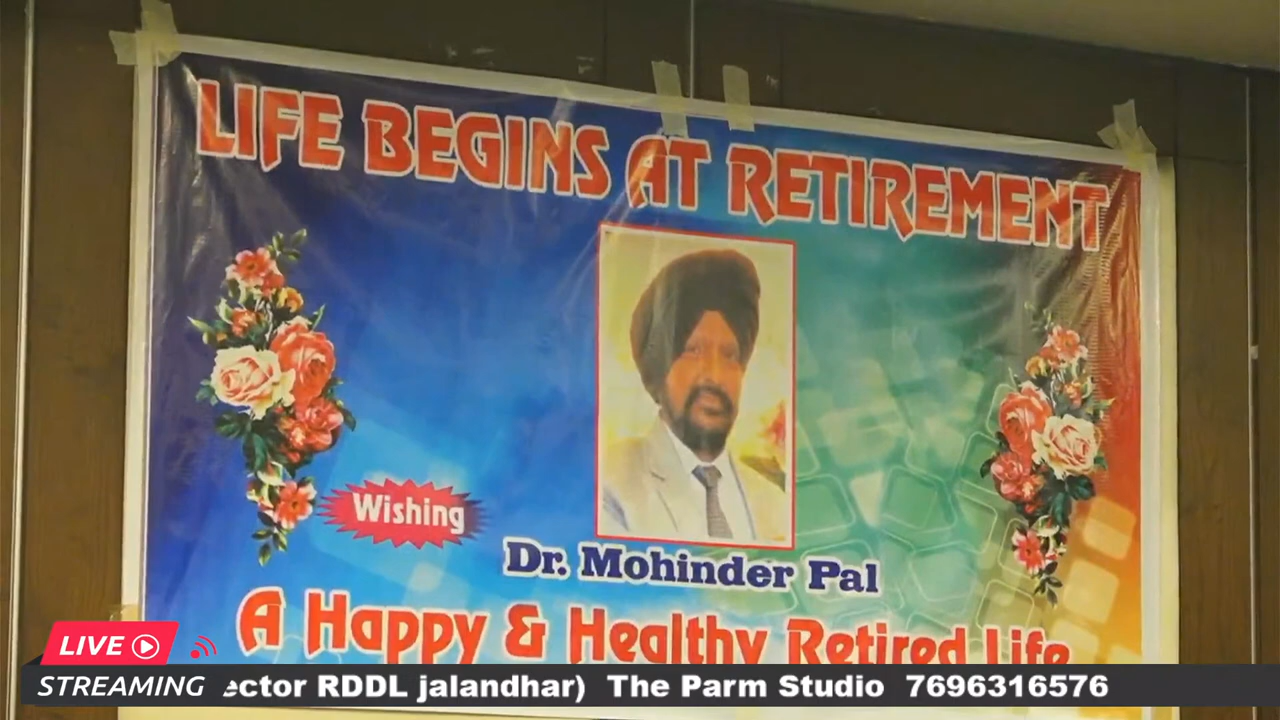 LIFE BEGINS AT RETIREMENT
Wishing
Dr. Mohinder Pal
A Happy & Healthy Retired Life
LIVE
STREAMING
ector RDDL jalandhar) The Parm Studio 7696316576